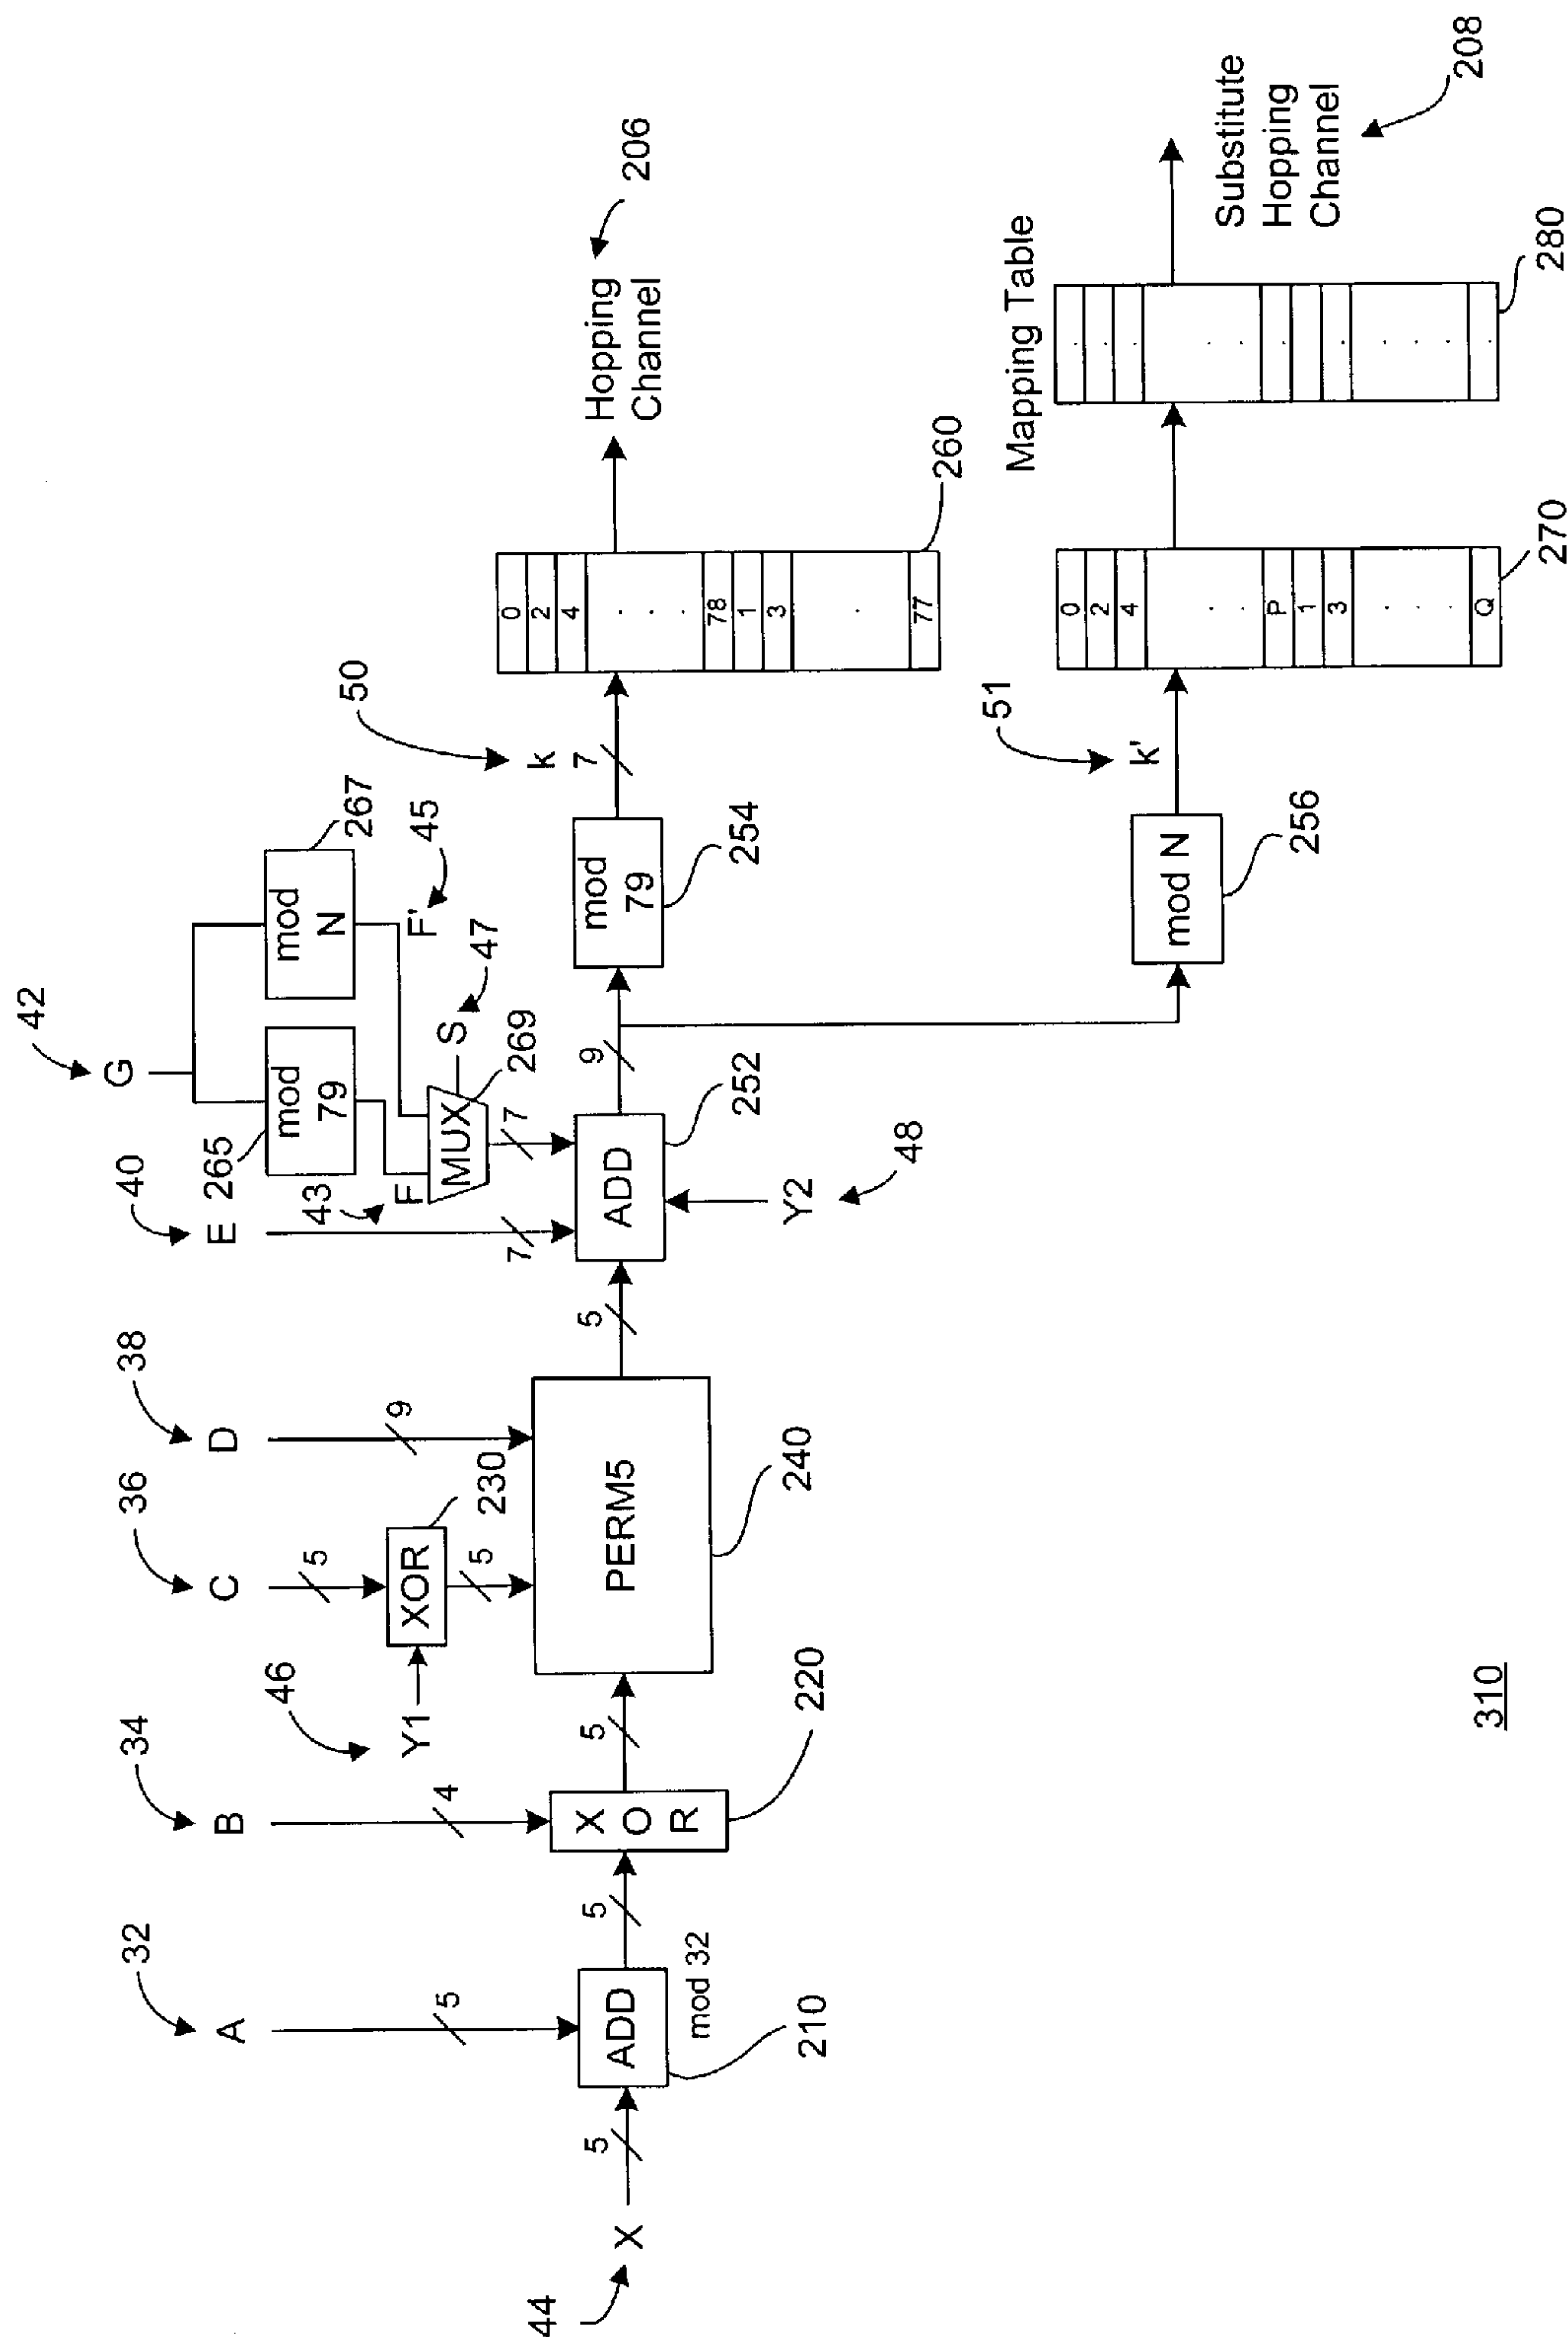 42
G
40
E
265
mod
79
mod
N
267
43
F
F'
45
MUX
S
47
269
38
D
36
C
34
B
32
A
5
4
5
9
7
7
46
Y1
XOR
230
5
44
X
5
ADD
mod 32
210
5
X
O
R
220
5
PERM5
240
5
ADD
252
Y2
48
9
mod
79
254
50
k
7
0
2
4
.
.
.
78
1
3
.
77
260
Hopping
Channel
206
mod N
256
51
k'
0
2
4
.
.
P
1
3
.
.
.
.
Q
270
Mapping Table
.
.
.
.
.
.
.
.
.
.
.
.
280
Substitute
Hopping
Channel
208
310